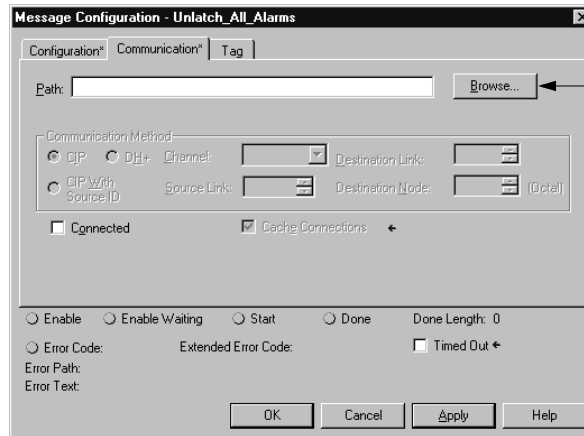 Message Configuration - Unlatch_All_Alarms
Configuration* Communication* Tag
Path: Browse...
Communication Method
CIP DH+ Channel: Destination Link:
CIP With Source ID Source Link: Destination Node: (Octal)
Connected Cache Connections ←
Enable Enable Waiting Start Done Done Length: 0
Error Code: Extended Error Code: Timed Out ←
Error Path:
Error Text:
OK Cancel Apply Help